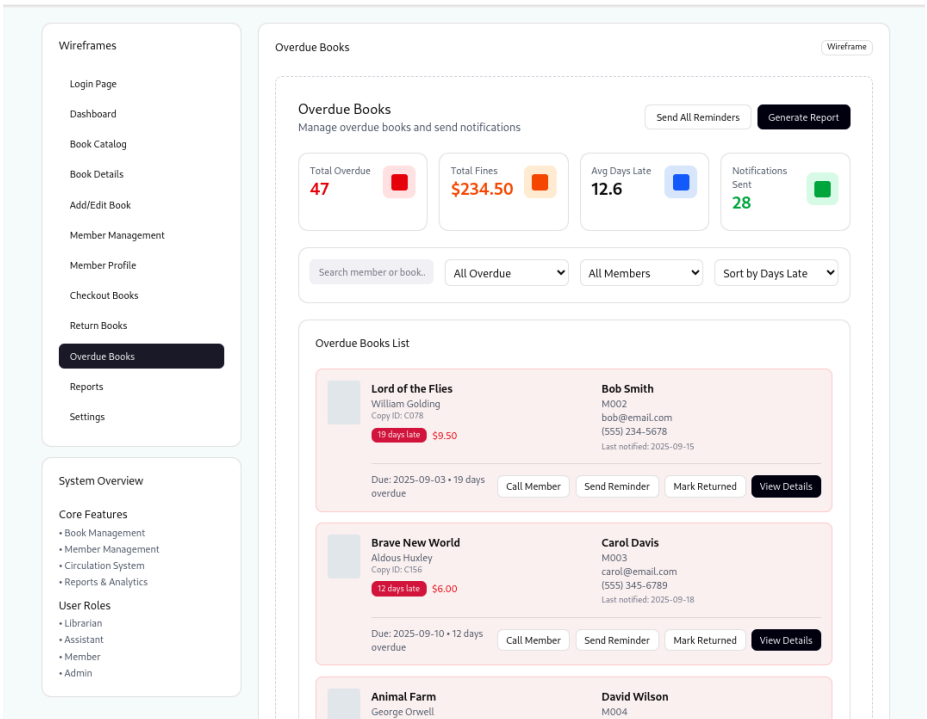 Wireframes
Login Page
Dashboard
Book Catalog
Book Details
Add/Edit Book
Member Management
Member Profile
Checkout Books
Return Books
Overdue Books
Reports
Settings
System Overview
Core Features
• Book Management
• Member Management
• Circulation System
• Reports & Analytics
User Roles
• Librarian
• Assistant
• Member
• Admin
Overdue Books
Wireframe
Overdue Books
Manage overdue books and send notifications
Send All Reminders
Generate Report
Total Overdue
47
Total Fines
$234.50
Avg Days Late
12.6
Notifications
Sent
28
Search member or book..
All Overdue
All Members
Sort by Days Late
Overdue Books List
Lord of the Flies
William Golding
Copy ID: C078
19 days late $9.50
Bob Smith
M002
bob@email.com
(555) 234-5678
Last notified: 2025-09-15
Due: 2025-09-03 • 19 days
overdue
Call Member
Send Reminder
Mark Returned
View Details
Brave New World
Aldous Huxley
Copy ID: C156
12 days late $6.00
Carol Davis
M003
carol@email.com
(555) 345-6789
Last notified: 2025-09-18
Due: 2025-09-10 • 12 days
overdue
Call Member
Send Reminder
Mark Returned
View Details
Animal Farm
George Orwell
David Wilson
M004